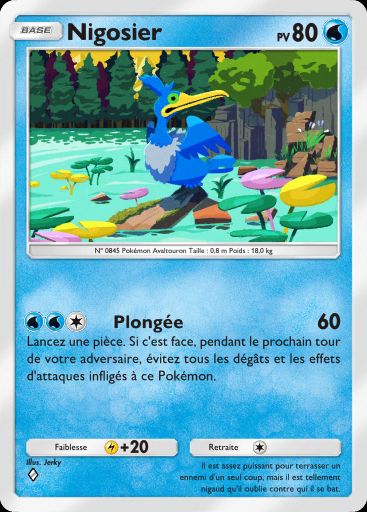 BASE Nigosier PV 80
N° 0845 Pokémon Avaltouron Taille : 0,8 m Poids : 18,0 kg
Plongée 60
Lancez une pièce. Si c'est face, pendant le prochain tour
de votre adversaire, évitez tous les dégâts et les effets
d'attaques infligés à ce Pokémon.
Faiblesse +20 Retraite
Illus. Jerky
Il est assez puissant pour terrasser un
ennemi d'un seul coup, mais il est tellement
nigaud qu'il oublie contre qui il se bat.